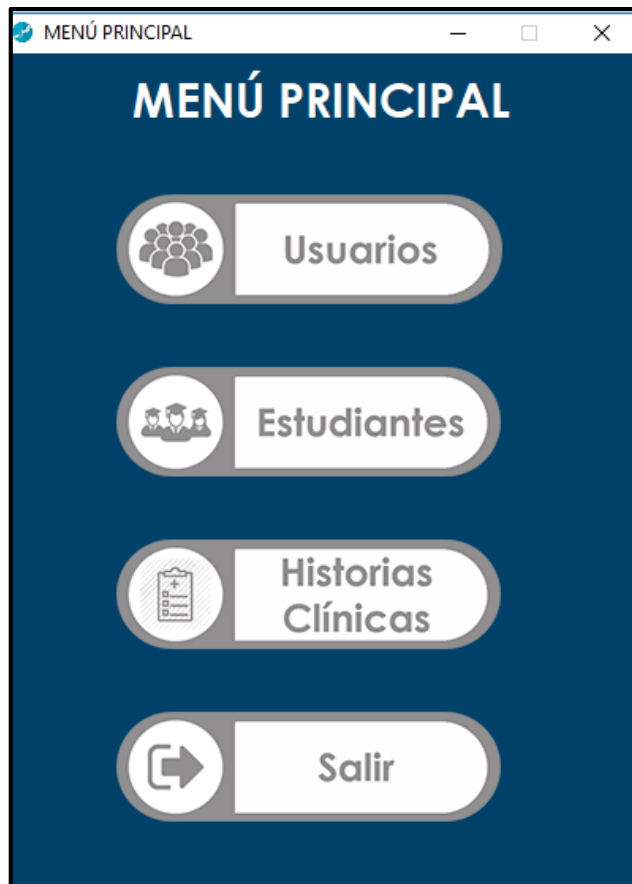 MENÚ PRINCIPAL
MENÚ PRINCIPAL
Usuarios
Estudiantes
Historias
Clínicas
Salir